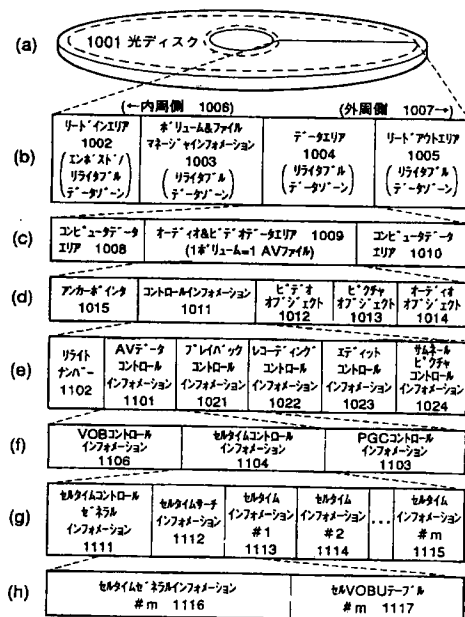 (a)
1001 光ディスク
(←内周側 1006)
(外周側 1007→)
(b)
リードインエリア
1002
(エンボスド/
リライタブル
データゾーン)
ボリューム&ファイル
マネージャインフォメーション
1003
(リライタブル
データゾーン)
データエリア
1004
(リライタブル
データゾーン)
リードアウトエリア
1005
(リライタブル
データゾーン)
(c)
コンピュータデータ
エリア 1008
オーディオ&ビデオデータエリア 1009
(1ボリューム=1 AVファイル)
コンピュータデータ
エリア 1010
(d)
アンカーポインタ
1015
コントロールインフォメーション
1011
ビデオ
オブジェクト
1012
ピクチャ
オブジェクト
1013
オーディオ
オブジェクト
1014
(e)
リライト
ナンバー
1102
AVデータ
コントロール
インフォメーション
1101
プレイバック
コントロール
インフォメーション
1021
レコーディング
コントロール
インフォメーション
1022
エディット
コントロール
インフォメーション
1023
サムネール
ピクチャ
コントロール
インフォメーション
1024
(f)
VOBコントロール
インフォメーション
1106
セルタイムコントロール
インフォメーション
1104
PGCコントロール
インフォメーション
1103
(g)
セルタイムコントロール
ゼネラル
インフォメーション
1111
セルタイムサーチ
インフォメーション
1112
セルタイム
インフォメーション
#1
1113
セルタイム
インフォメーション
#2
1114
...
セルタイム
インフォメーション
#m
1115
(h)
セルタイムゼネラルインフォメーション
#m 1116
セルVOBUテーブル
#m 1117